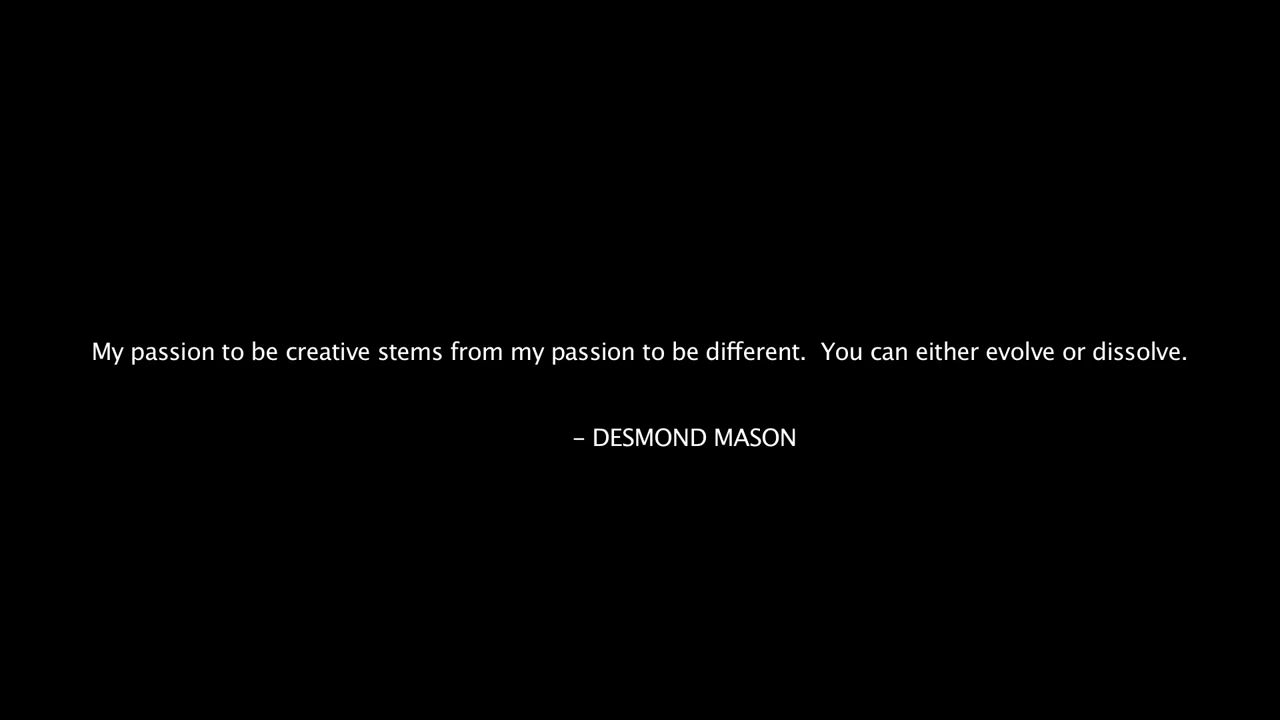 My passion to be creative stems from my passion to be different.  You can either evolve or dissolve.
– DESMOND MASON